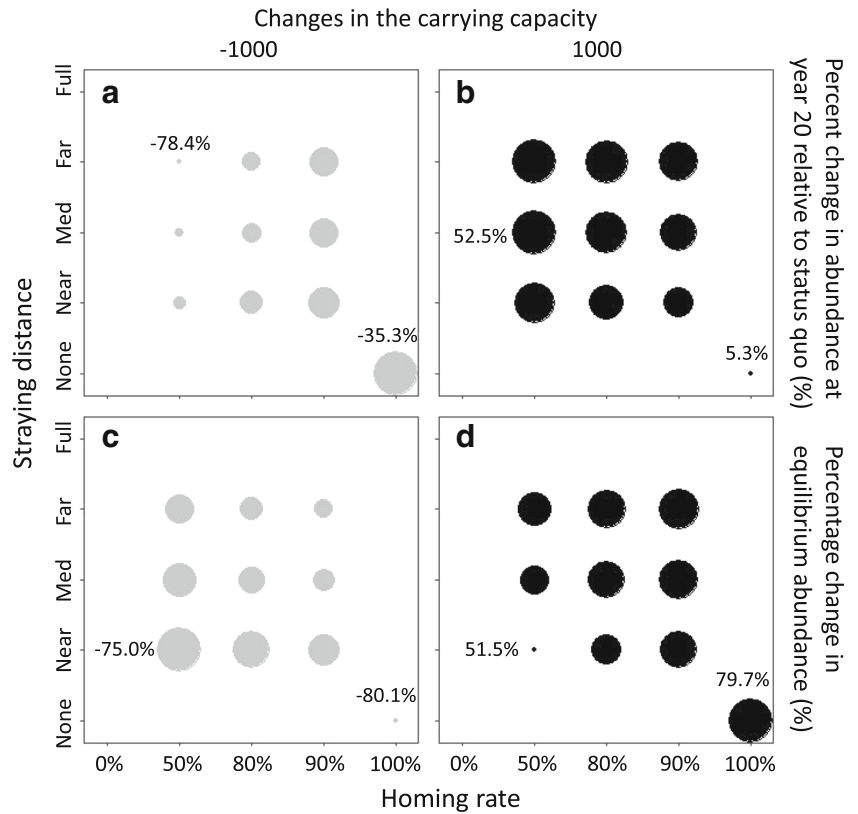 Changes in the carrying capacity
-1000
1000
a
b
Full
Far
Med
Near
None
-78.4%
-35.3%
52.5%
5.3%
Percent change in abundance at
year 20 relative to status quo (%)
Straying distance
c
d
Full
Far
Med
Near
None
-75.0%
-80.1%
51.5%
79.7%
Percentage change in
equilibrium abundance (%)
0% 50% 80% 90% 100%
0% 50% 80% 90% 100%
Homing rate